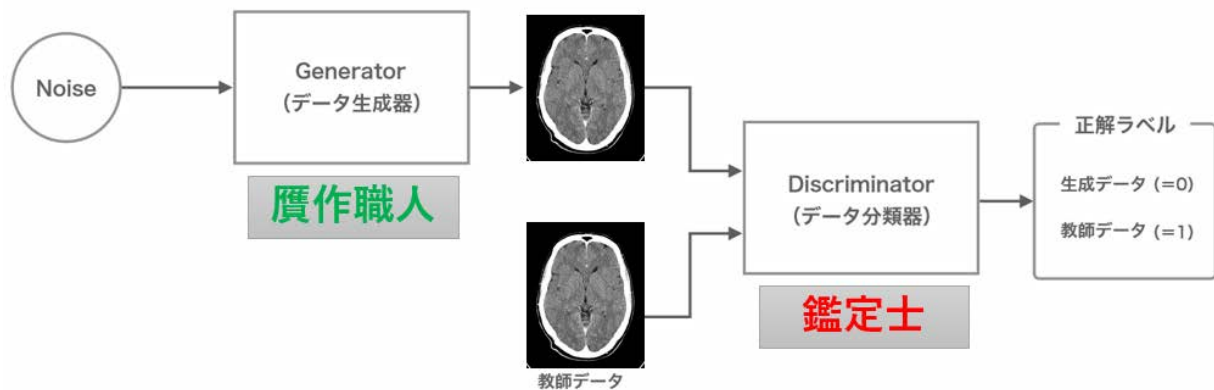 Noise
Generator
(データ生成器)
贋作職人
教師データ
Discriminator
(データ分類器)
鑑定士
正解ラベル
生成データ (=0)
教師データ (=1)